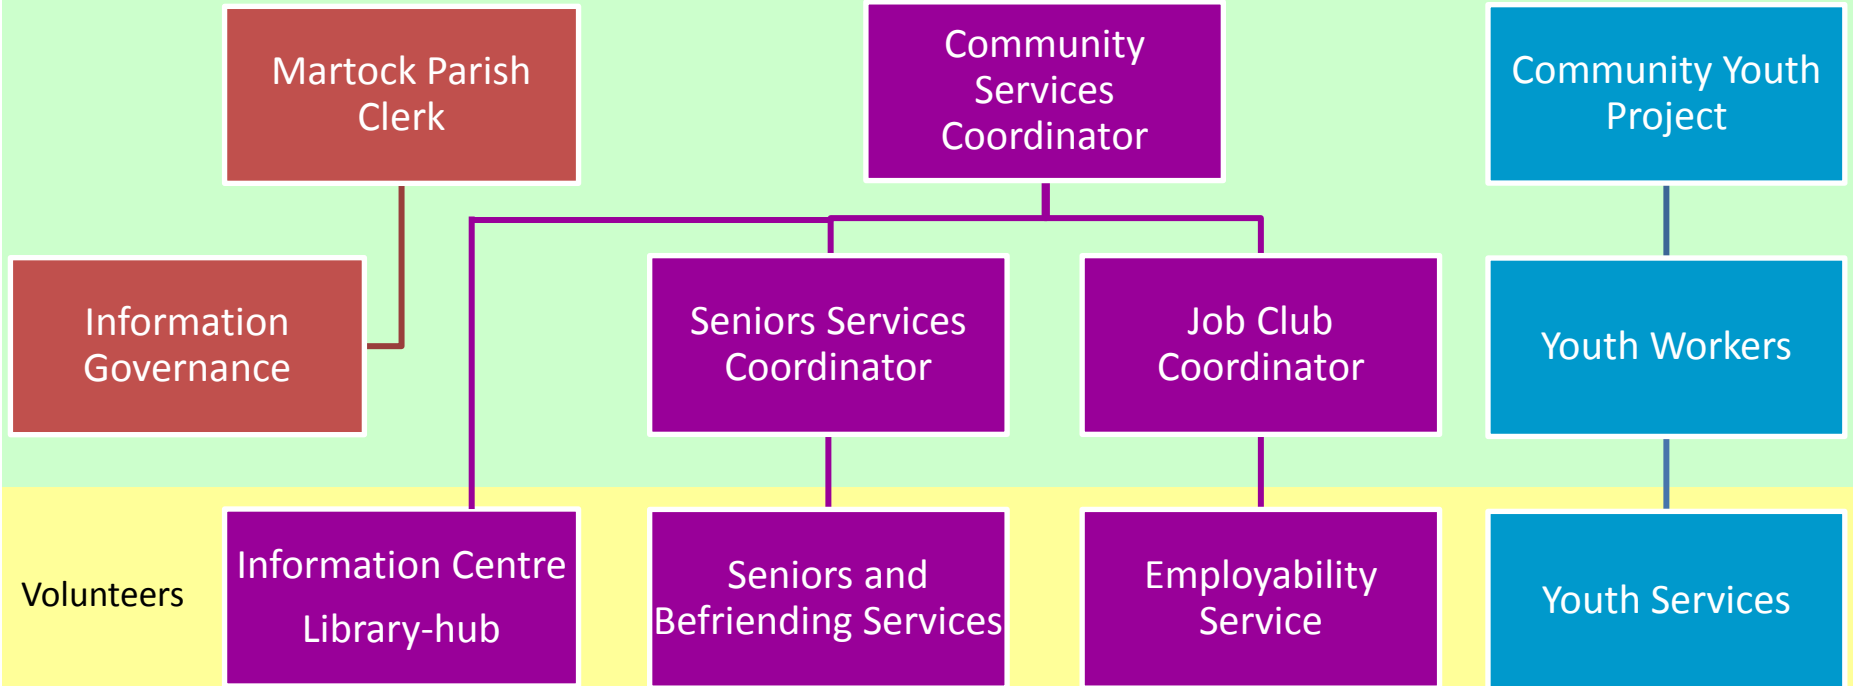 Martock Parish
Clerk
Community
Services
Coordinator
Community Youth
Project
Information
Governance
Seniors Services
Coordinator
Job Club
Coordinator
Youth Workers
Volunteers
Information Centre
Library-hub
Seniors and
Befriending Services
Employability
Service
Youth Services